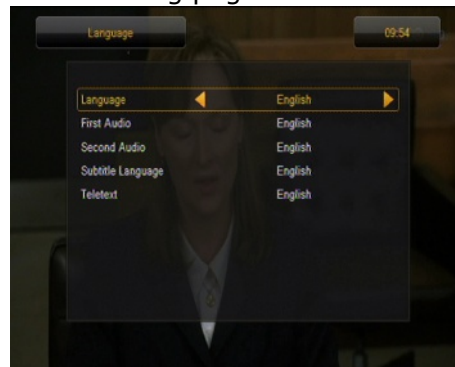 Language 09:54
Language English
First Audio English
Second Audio English
Subtitle Language English
Teletext English